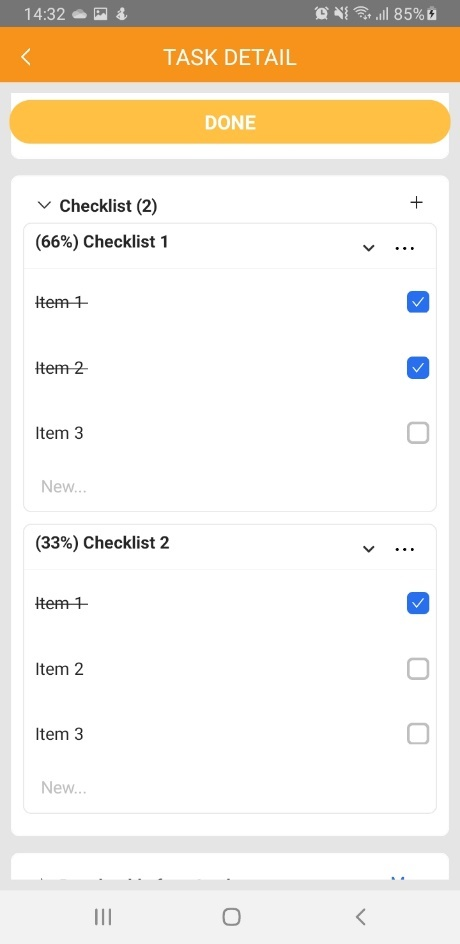 14:32
85%
TASK DETAIL
DONE
Checklist (2)
(66%) Checklist 1
Item 1
Item 2
Item 3
New...
(33%) Checklist 2
Item 1
Item 2
Item 3
New...